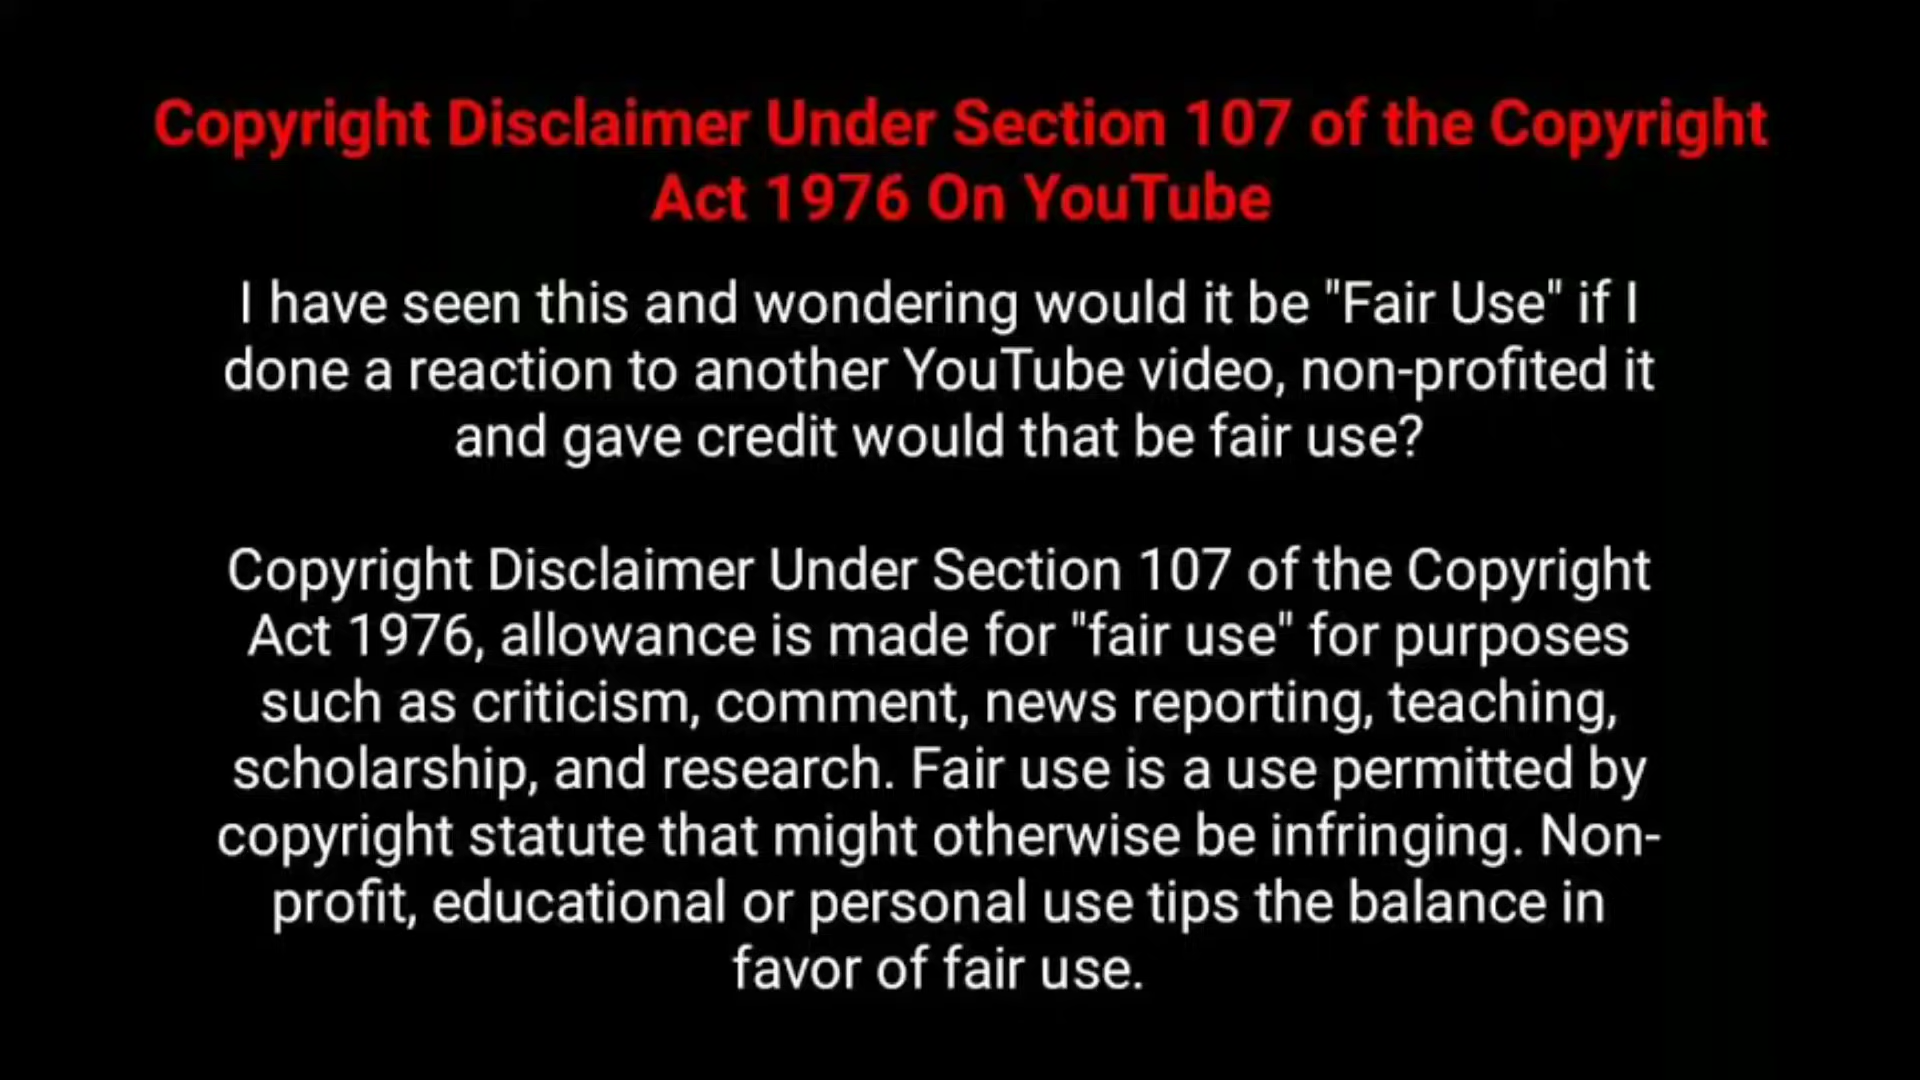 Copyright Disclaimer Under Section 107 of the Copyright
Act 1976 On YouTube
I have seen this and wondering would it be "Fair Use" if I
done a reaction to another YouTube video, non-profited it
and gave credit would that be fair use?
Copyright Disclaimer Under Section 107 of the Copyright
Act 1976, allowance is made for "fair use" for purposes
such as criticism, comment, news reporting, teaching,
scholarship, and research. Fair use is a use permitted by
copyright statute that might otherwise be infringing. Non-
profit, educational or personal use tips the balance in
favor of fair use.